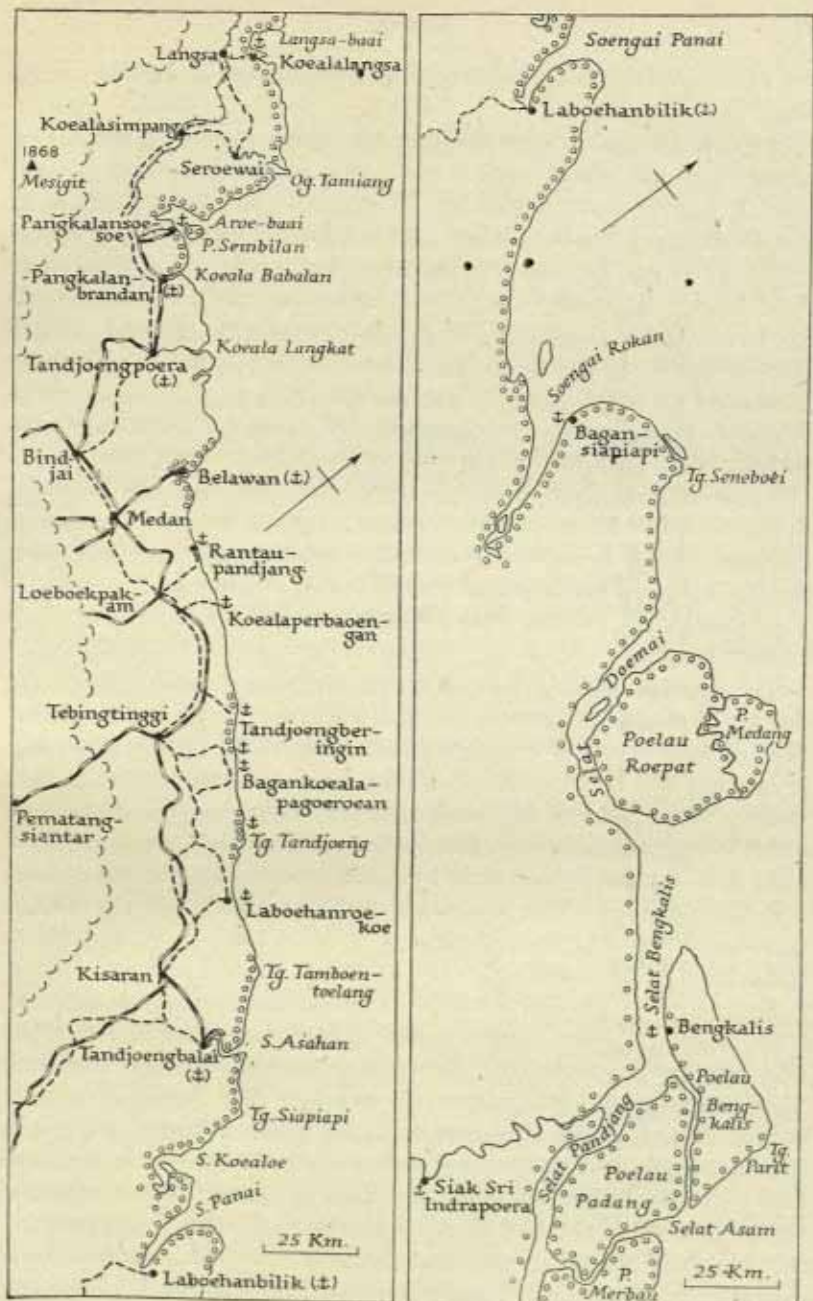 Langsa-baai
Langsa
Koealalangsa
Koealasimpang
1868
Mesigit
Seroewai
Og. Tamiang
Pangkalansoe
soe
Aroe-baai
P. Sembilan
Pangkalan-
brandan
(⚓)
Koeala Babalan
Koeala Langkat
Tandjoengpoera
(⚓)
Bind-
jai
Belawan (⚓)
Medan
Rantau-
pandjang
Loeboekpak-
am
Koealaperbaoen-
gan
Tebingtinggi
Tandjoengber-
ingin
Bagankoeala-
pagoeroean
Pematang-
siantar
Tg. Tandjoeng
Laboehanroe-
koe
Kisaran
Tg. Tamboen-
toelang
S. Asahan
Tandjoengbalai
(⚓)
Tg. Siapiapi
S. Koealoe
S. Panai
25 Km.
Laboehanbilik (⚓)
Soengai Panai
Laboehanbilik (⚓)
Soengai Rokan
Bagan-
siapiapi
Tg.Seneboei
Selat Doemai
Poelau
Roepat
P.
Medang
Selat Bengkalis
Bengkalis
Poelau
Beng-
kalis
Tg.
Parit
Selat Pandjang
Siak Sri
Indrapoera
Poelau
Padang
Selat Asam
P.
Merbau
25 Km.